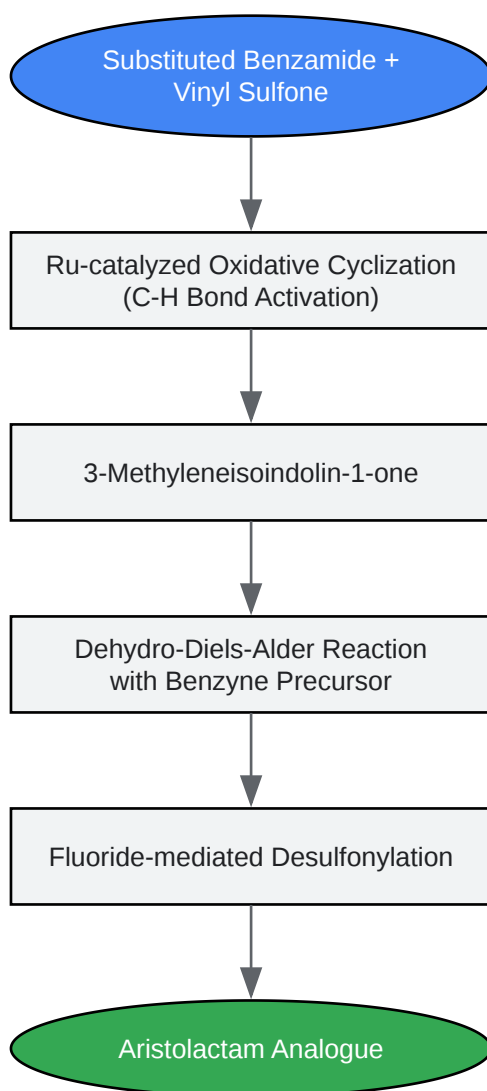 Substituted Benzamide +
Vinyl Sulfone
Ru-catalyzed Oxidative Cyclization
(C-H Bond Activation)
3-Methyleneisoindolin-1-one
Dehydro-Diels-Alder Reaction
with Benzyne Precursor
Fluoride-mediated Desulfonylation
Aristolactam Analogue